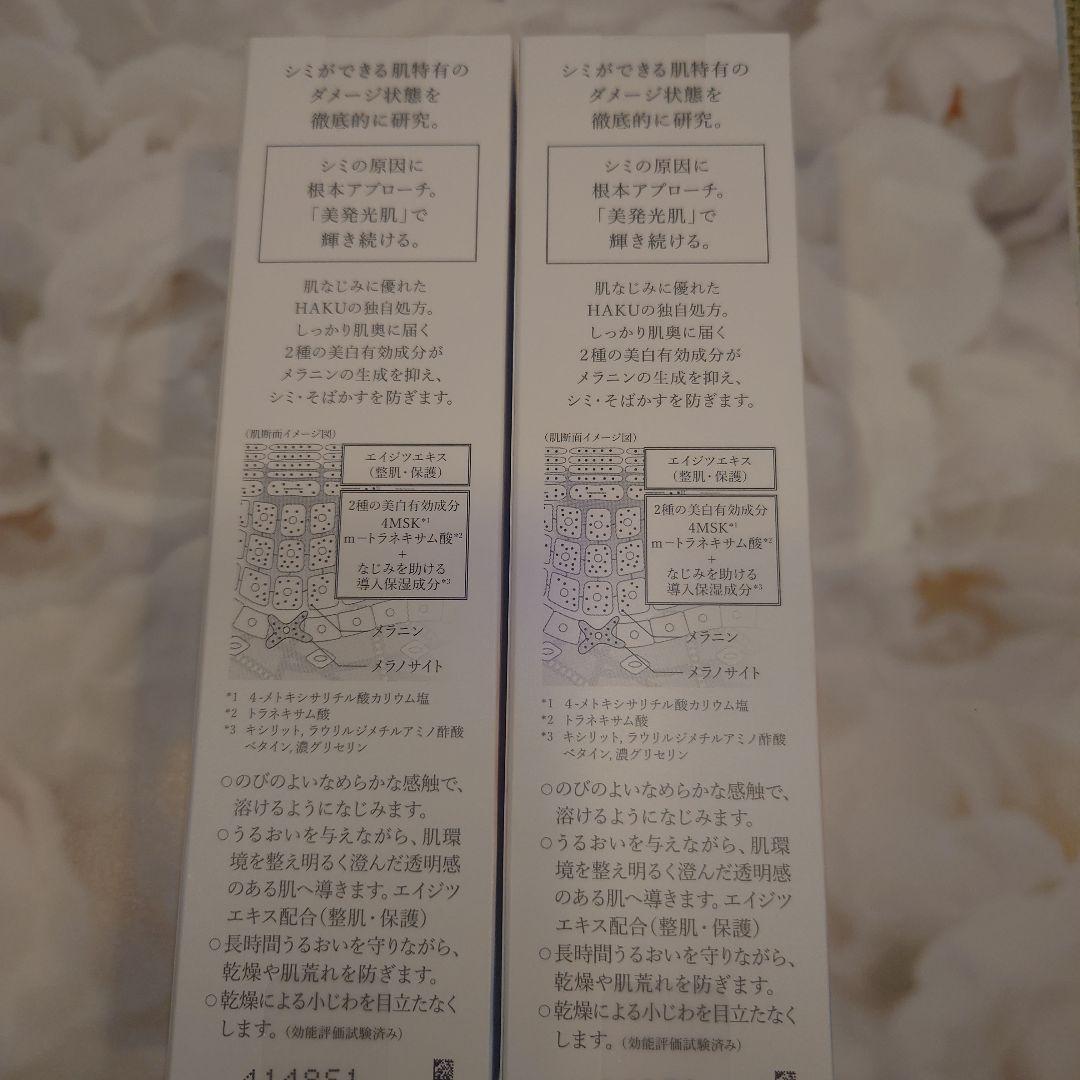 シミができる肌特有の
ダメージ状態を
徹底的に研究。
シミの原因に
根本アプローチ。
「美発光肌」で
輝き続ける。
肌なじみに優れた
HAKUの独自処方。
しっかり肌奥に届く
2種の美白有効成分が
メラニンの生成を抑え、
シミ・そばかすを防ぎます。
(肌断面イメージ図)
エイジツエキス
(整肌・保護)
2種の美白有効成分
4MSK*1
m-トラネキサム酸*2
+
なじみを助ける
導入保湿成分*3
メラニン
メラノサイト
*1 4-メトキシサリチル酸カリウム塩
*2 トラネキサム酸
*3 キシリット, ラウリルジメチルアミノ酢酸
ベタイン, 濃グリセリン
○のびのよいなめらかな感触で、
溶けるようになじみます。
○うるおいを与えながら、肌環
境を整え明るく澄んだ透明感
のある肌へ導きます。エイジツ
エキス配合(整肌・保護)
○長時間うるおいを守りながら、
乾燥や肌荒れを防ぎます。
○乾燥による小じわを目立たなく
します。(効能評価試験済み)
シミができる肌特有の
ダメージ状態を
徹底的に研究。
シミの原因に
根本アプローチ。
「美発光肌」で
輝き続ける。
肌なじみに優れた
HAKUの独自処方。
しっかり肌奥に届く
2種の美白有効成分が
メラニンの生成を抑え、
シミ・そばかすを防ぎます。
(肌断面イメージ図)
エイジツエキス
(整肌・保護)
2種の美白有効成分
4MSK*1
m-トラネキサム酸*2
+
なじみを助ける
導入保湿成分*3
メラニン
メラノサイト
*1 4-メトキシサリチル酸カリウム塩
*2 トラネキサム酸
*3 キシリット, ラウリルジメチルアミノ酢酸
ベタイン, 濃グリセリン
○のびのよいなめらかな感触で、
溶けるようになじみます。
○うるおいを与えながら、肌環
境を整え明るく澄んだ透明感
のある肌へ導きます。エイジツ
エキス配合(整肌・保護)
○長時間うるおいを守りながら、
乾燥や肌荒れを防ぎます。
○乾燥による小じわを目立たなく
します。(効能評価試験済み)